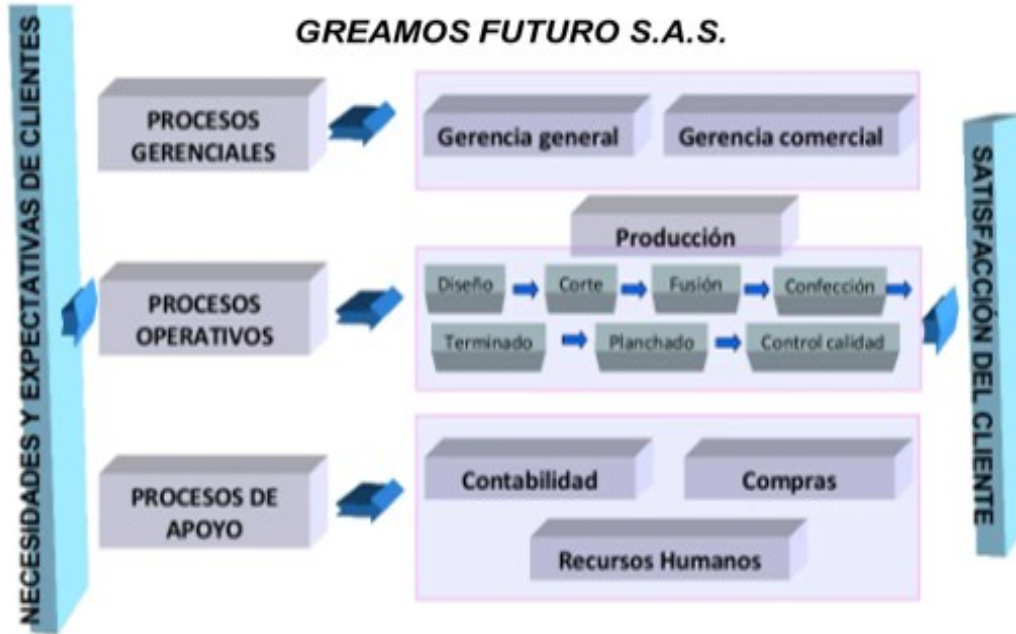 GREAMOS FUTURO S.A.S.
NECESIDADES Y EXPECTATIVAS DE CLIENTES
PROCESOS
GERENCIALES
Gerencia general
Gerencia comercial
PROCESOS
OPERATIVOS
Producción
Diseño
Corte
Fusión
Confección
Terminado
Planchado
Control calidad
PROCESOS DE
APOYO
Contabilidad
Compras
Recursos Humanos
SATISFACCIÓN DEL CLIENTE